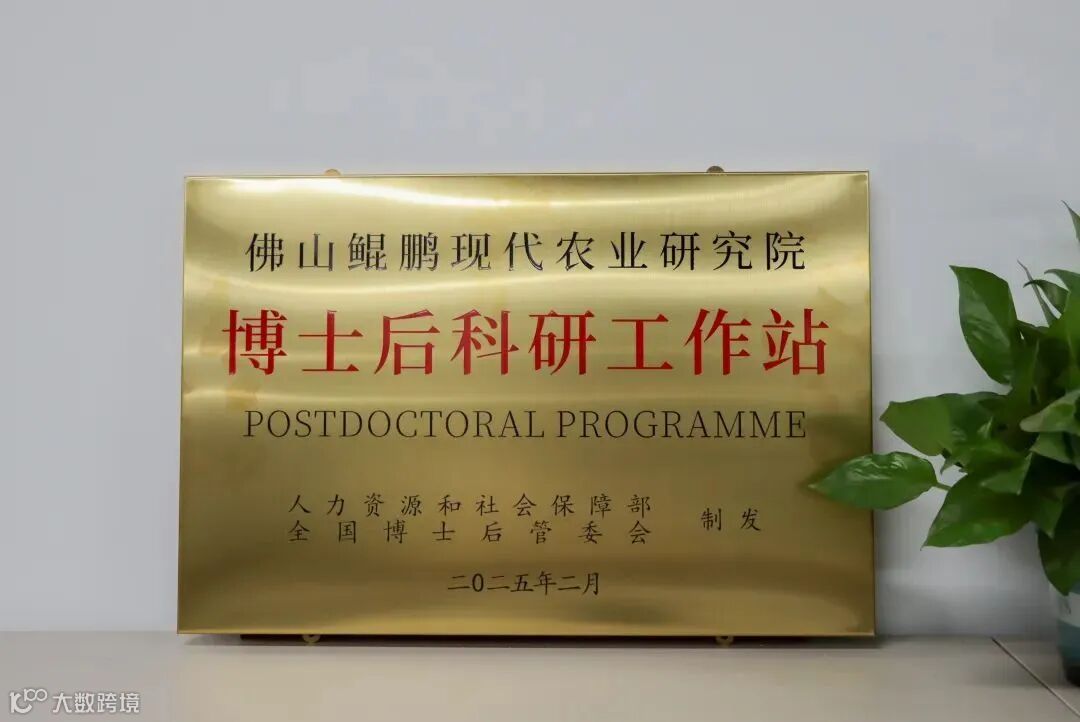 佛山鲲鹏现代农业研究院
博士后科研工作站
POSTDOCTORAL PROGRAMME
人力资源和社会保障部
全国博士后管委会
制发
二〇二五年二月
大数跨境